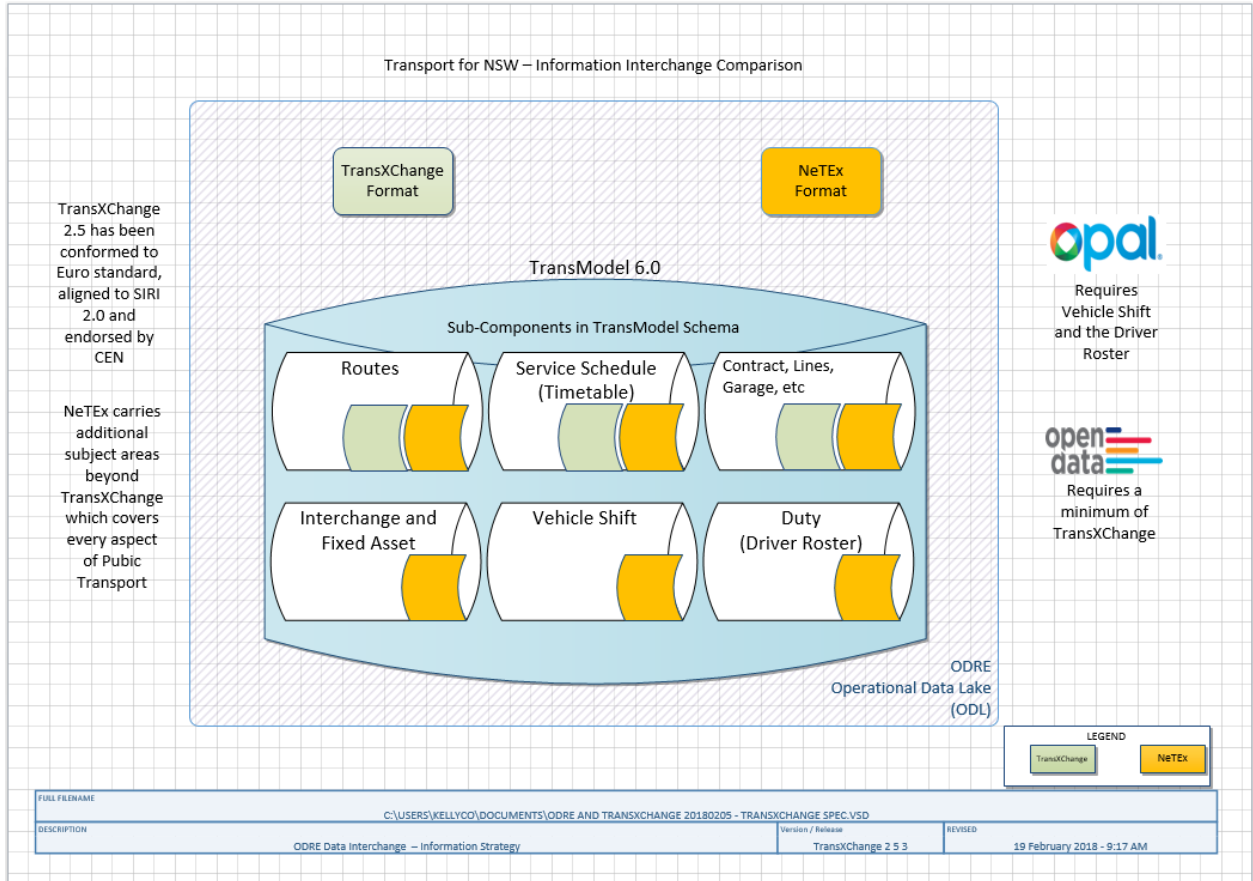 Transport for NSW – Information Interchange Comparison
TransXChange
Format
NeTEx
Format
TransXChange
2.5 has been
conformed to
Euro standard,
aligned to SIRI
2.0 and
endorsed by
CEN
NeTEx carries
additional
subject areas
beyond
TransXChange
which covers
every aspect
of Pubic
Transport
TransModel 6.0
Sub-Components in TransModel Schema
Routes
Service Schedule
(Timetable)
Contract, Lines,
Garage, etc
Interchange and
Fixed Asset
Vehicle Shift
Duty
(Driver Roster)
ODRE
Operational Data Lake
(ODL)
opal.
Requires
Vehicle Shift
and the Driver
Roster
open
data
Requires a
minimum of
TransXChange
LEGEND
TransXChange
NeTEx
FULL FILENAME
C:\USERS\KELLYCO\DOCUMENTS\ODRE AND TRANSXCHANGE 20180205 - TRANSXCHANGE SPEC.VSD
DESCRIPTION
ODRE Data Interchange – Information Strategy
Version / Release
TransXChange 2 5 3
REVISED
19 February 2018 - 9:17 AM